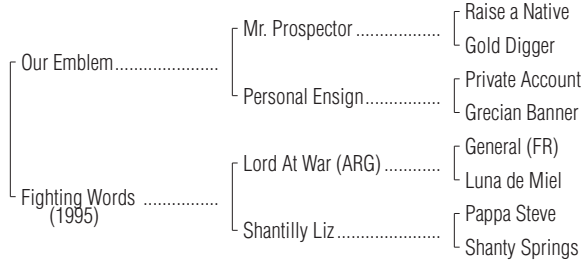 Raise a Native
Mr. Prospector ..................
Gold Digger
Our Emblem......................
Private Account
Personal Ensign................
Grecian Banner
General (FR)
Lord At War (ARG) ............
Luna de Miel
Fighting Words ................
(1995)
Pappa Steve
Shantilly Liz......................
Shanty Springs